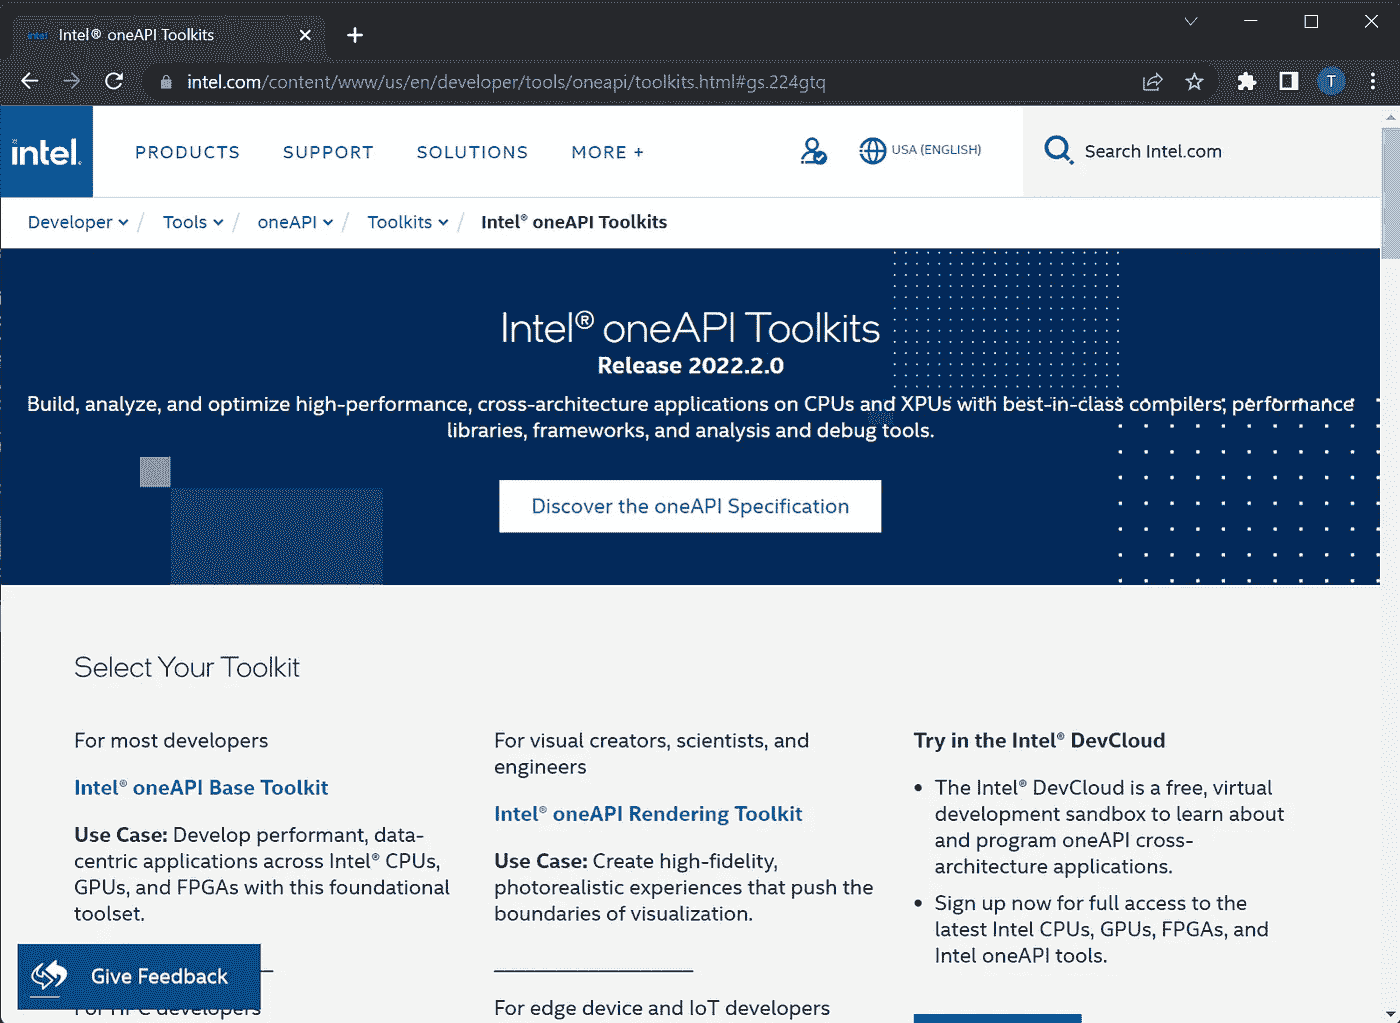 intel Intel® oneAPI Toolkits
intel.com/content/www/us/en/developer/tools/oneapi/toolkits.html#gs.224gtq
T
intel.
PRODUCTS SUPPORT SOLUTIONS MORE +
USA (ENGLISH)
Search Intel.com
Developer / Tools / oneAPI / Toolkits / Intel® oneAPI Toolkits
Intel® oneAPI Toolkits
Release 2022.2.0
Build, analyze, and optimize high-performance, cross-architecture applications on CPUs and XPUs with best-in-class compilers, performance
libraries, frameworks, and analysis and debug tools.
Discover the oneAPI Specification
Select Your Toolkit
For most developers
Intel® oneAPI Base Toolkit
Use Case: Develop performant, data-
centric applications across Intel® CPUs,
GPUs, and FPGAs with this foundational
toolset.
For HPC developers
For visual creators, scientists, and
engineers
Intel® oneAPI Rendering Toolkit
Use Case: Create high-fidelity,
photorealistic experiences that push the
boundaries of visualization.
For edge device and IoT developers
Try in the Intel® DevCloud
• The Intel® DevCloud is a free, virtual
development sandbox to learn about
and program oneAPI cross-
architecture applications.
• Sign up now for full access to the
latest Intel CPUs, GPUs, FPGAs, and
Intel oneAPI tools.
Give Feedback